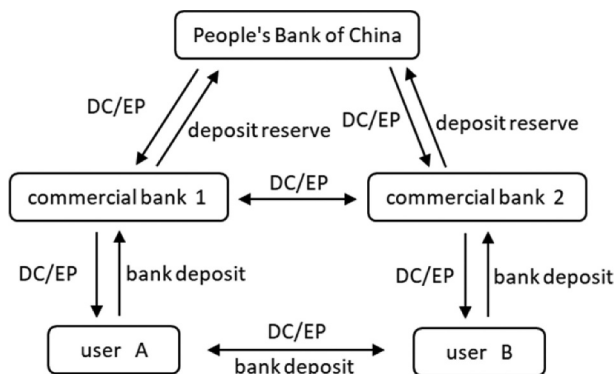 People's Bank of China
DC/EP
deposit reserve
DC/EP
deposit reserve
commercial bank 1
DC/EP
commercial bank 2
DC/EP
bank deposit
DC/EP
bank deposit
user A
DC/EP
bank deposit
user B